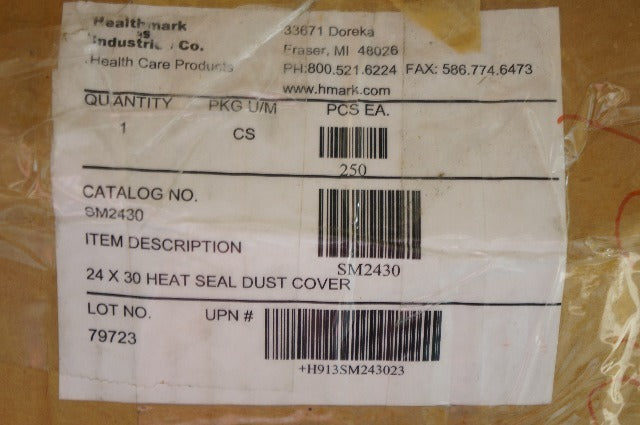 Healthmark
Industries Co.
Health Care Products
33671 Doreka
Fraser, MI 48026
PH:800.521.6224 FAX: 586.774.6473
www.hmark.com
QUANTITY PKG U/M PCS EA.
1 CS
250
CATALOG NO.
SM2430
SM2430
ITEM DESCRIPTION
24 X 30 HEAT SEAL DUST COVER
LOT NO. UPN #
79723
+H913SM243023